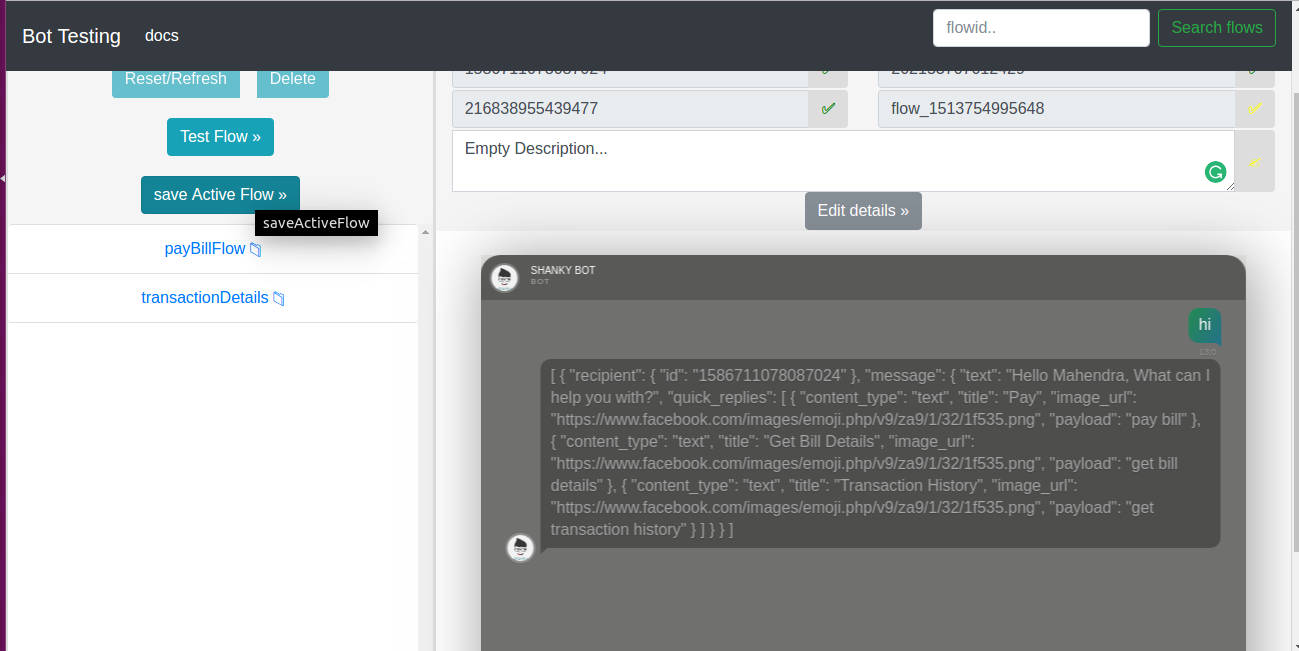 Bot Testing docs
flowid.. Search flows
Reset/Refresh Delete
Test Flow »
save Active Flow »
saveActiveFlow
payBillFlow
transactionDetails
1586711078087024
216838955439477
flow_1513754995648
Empty Description...
Edit details »
SHANKY BOT
BOT
hi
[ { "recipient": { "id": "1586711078087024" }, "message": { "text": "Hello Mahendra, What can I
help you with?", "quick_replies": [ { "content_type": "text", "title": "Pay", "image_url":
"https://www.facebook.com/images/emoji.php/v9/za9/1/32/1f535.png", "payload": "pay bill" },
{ "content_type": "text", "title": "Get Bill Details", "image_url":
"https://www.facebook.com/images/emoji.php/v9/za9/1/32/1f535.png", "payload": "get bill
details" }, { "content_type": "text", "title": "Transaction History", "image_url":
"https://www.facebook.com/images/emoji.php/v9/za9/1/32/1f535.png", "payload": "get
transaction history" } ] } } ]